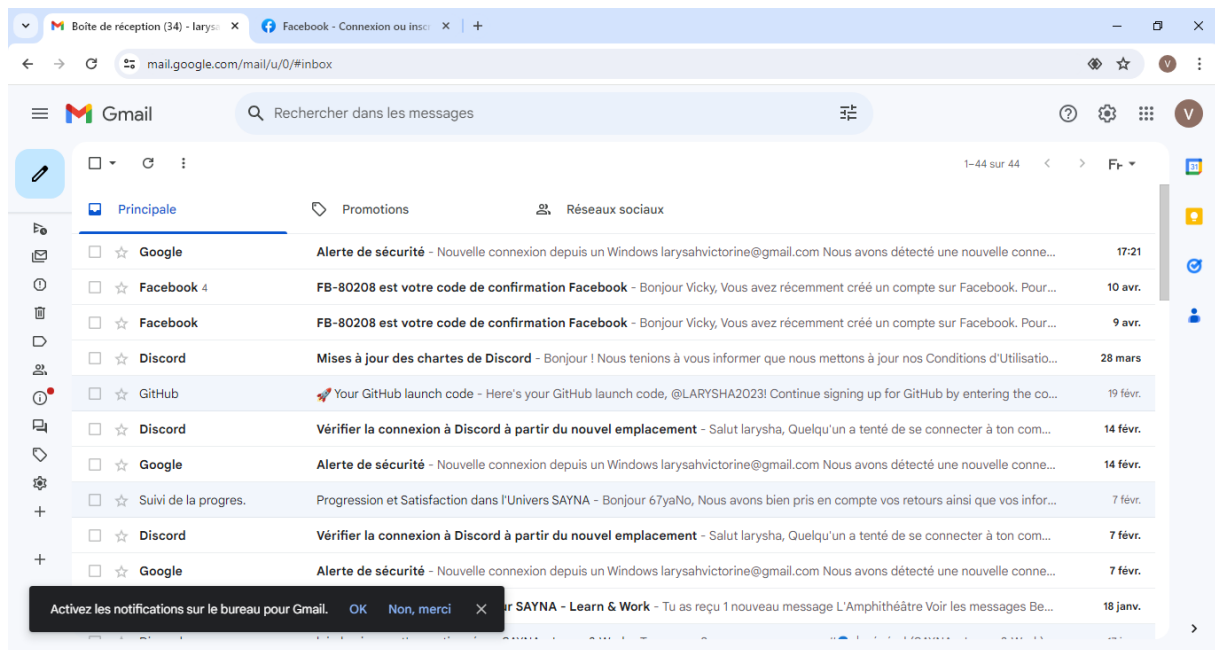 Boîte de réception (34) - larysa
Facebook - Connexion ou inscr
mail.google.com/mail/u/0/#inbox
V
Gmail
Rechercher dans les messages
V
1–44 sur 44
Principale
Promotions
Réseaux sociaux
Google Alerte de sécurité - Nouvelle connexion depuis un Windows larysahvictorine@gmail.com Nous avons détecté une nouvelle conne... 17:21
Facebook 4 FB-80208 est votre code de confirmation Facebook - Bonjour Vicky, Vous avez récemment créé un compte sur Facebook. Pour... 10 avr.
Facebook FB-80208 est votre code de confirmation Facebook - Bonjour Vicky, Vous avez récemment créé un compte sur Facebook. Pour... 9 avr.
Discord Mises à jour des chartes de Discord - Bonjour ! Nous tenions à vous informer que nous mettons à jour nos Conditions d'Utilisatio... 28 mars
GitHub 🚀 Your GitHub launch code - Here's your GitHub launch code, @LARYSHA2023! Continue signing up for GitHub by entering the co... 19 févr.
Discord Vérifier la connexion à Discord à partir du nouvel emplacement - Salut larysha, Quelqu'un a tenté de se connecter à ton com... 14 févr.
Google Alerte de sécurité - Nouvelle connexion depuis un Windows larysahvictorine@gmail.com Nous avons détecté une nouvelle conne... 14 févr.
Suivi de la progres. Progression et Satisfaction dans l'Univers SAYNA - Bonjour 67yaNo, Nous avons bien pris en compte vos retours ainsi que vos infor... 7 févr.
Discord Vérifier la connexion à Discord à partir du nouvel emplacement - Salut larysha, Quelqu'un a tenté de se connecter à ton com... 7 févr.
Google Alerte de sécurité - Nouvelle connexion depuis un Windows larysahvictorine@gmail.com Nous avons détecté une nouvelle conne... 7 févr.
SAYNA - Learn & Work - Tu as reçu 1 nouveau message L'Amphithéâtre Voir les messages Be... 18 janv.
Activez les notifications sur le bureau pour Gmail. OK Non, merci
31